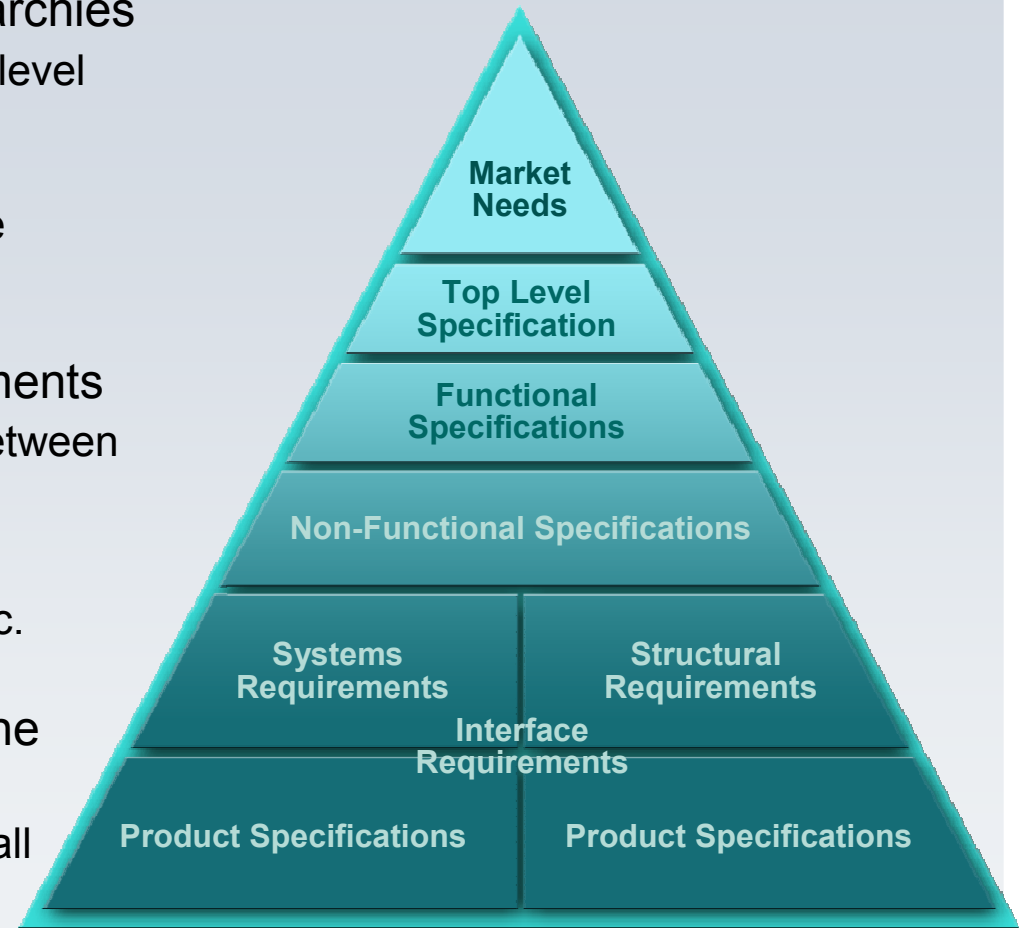 archies
level
e
ments
etween
c.
he
all
Market
Needs
Top Level
Specification
Functional
Specifications
Non-Functional Specifications
Systems
Requirements
Structural
Requirements
Interface
Requirements
Product Specifications
Product Specifications